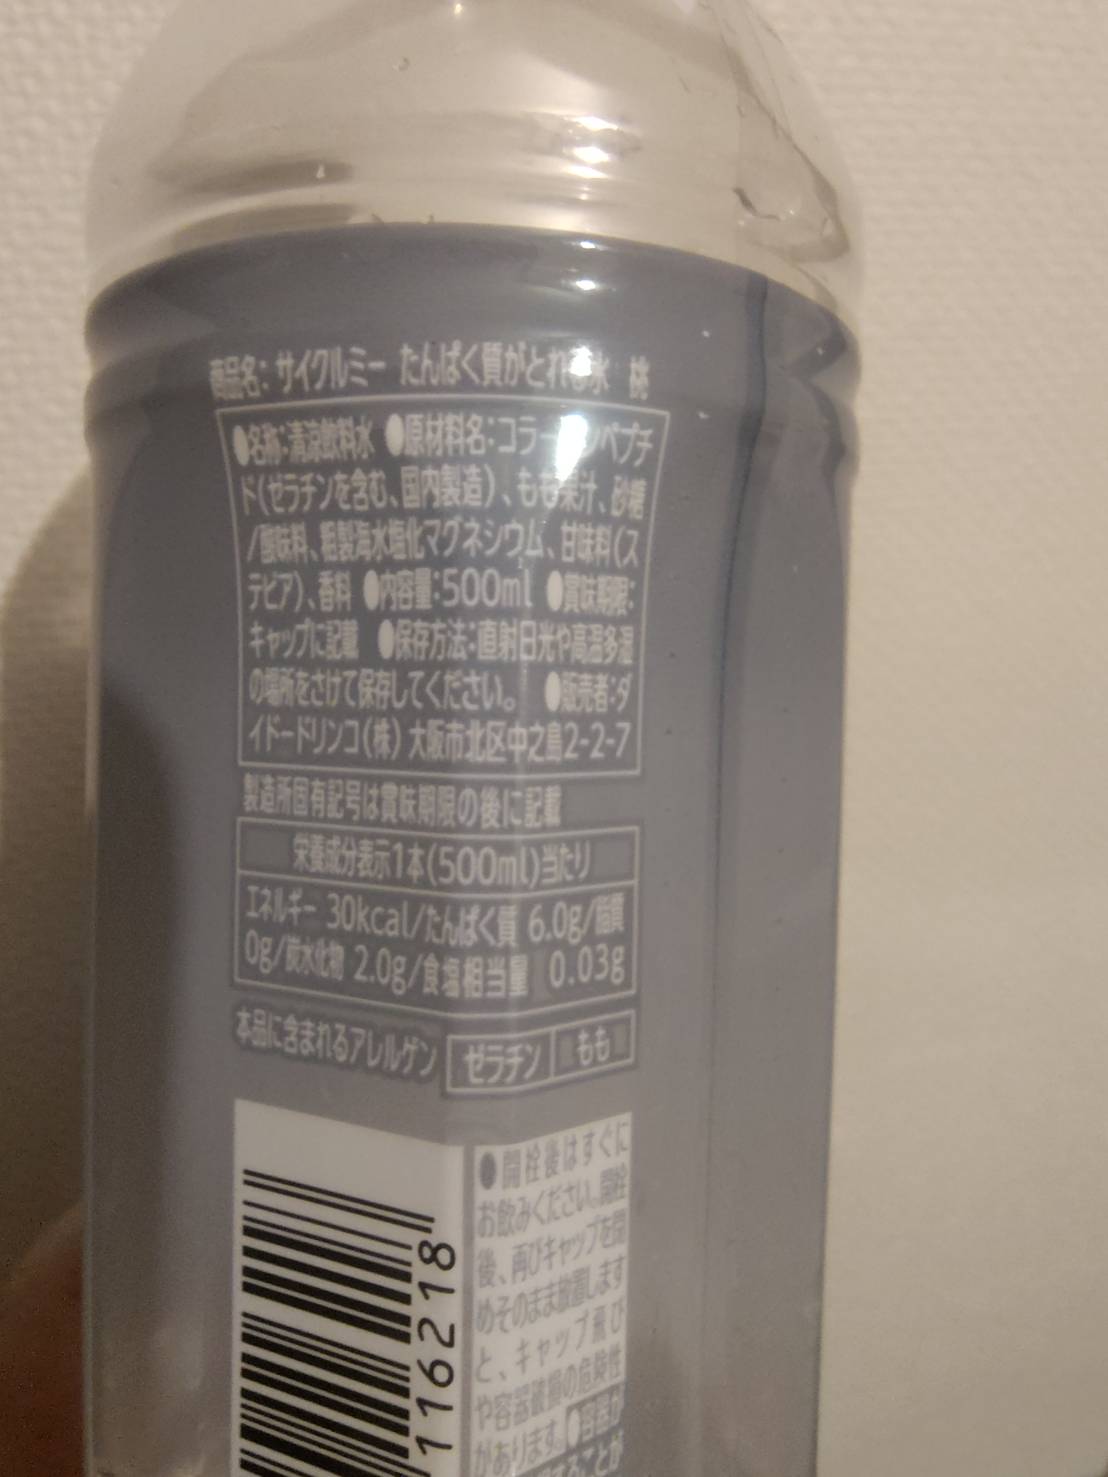 商品名：サイクルミー たんぱく質がとれる水 桃
●名称：清涼飲料水 ●原材料名：コラーゲンペプチ
ド（ゼラチンを含む、国内製造）、もも果汁、砂糖
/酸味料、粗製海水塩化マグネシウム、甘味料（ス
テビア）、香料 ●内容量：500ml ●賞味期限：
キャップに記載 ●保存方法：直射日光や高温多湿
の場所をさけて保存してください。 ●販売者：ダ
イドードリンコ（株）大阪市北区中之島2-2-7
製造所固有記号は賞味期限の後に記載
栄養成分表示1本（500ml）当たり
エネルギー 30kcal/たんぱく質 6.0g/脂質
0g/炭水化物 2.0g/食塩相当量 0.03g
本品に含まれるアレルゲン ゼラチン もも
●開栓後はすぐに
お飲みください。開栓
後、再びキャップを閉
めそのまま放置します
と、キャップ飛び
や容器破損の危険性
があります。●容器が
ることが
116218